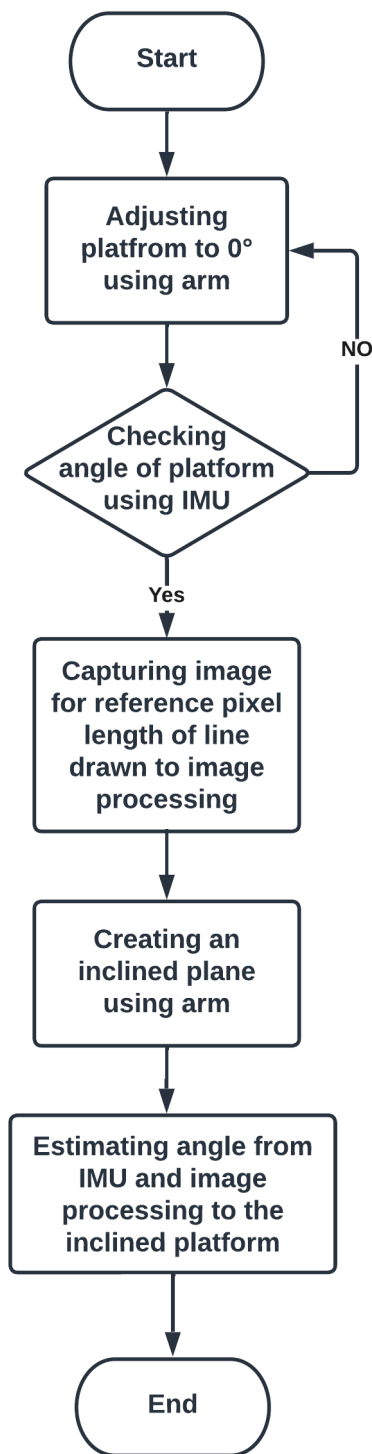 Start
Adjusting
platfrom to 0°
using arm
NO
Checking
angle of platform
using IMU
Yes
Capturing image
for reference pixel
length of line
drawn to image
processing
Creating an
inclined plane
using arm
Estimating angle from
IMU and image
processing to the
inclined platform
End